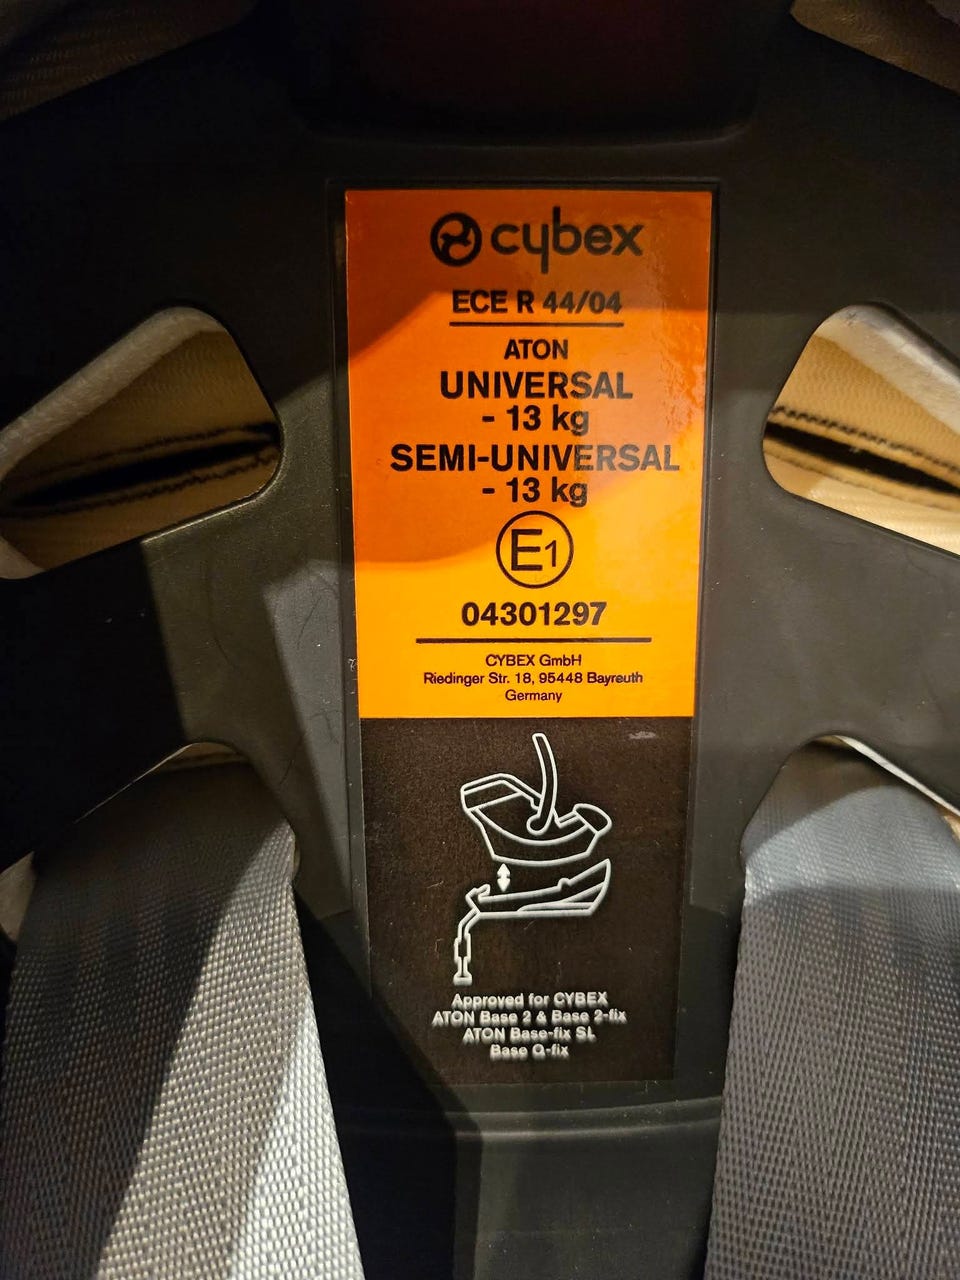 cybex
ECE R 44/04
ATON
UNIVERSAL
- 13 kg
SEMI-UNIVERSAL
- 13 kg
E1
04301297
CYBEX GmbH
Riedinger Str. 18, 95448 Bayreuth
Germany
Approved for CYBEX
ATON Base 2 & Base 2-fix
ATON Base-fix SL
Base Q-fix